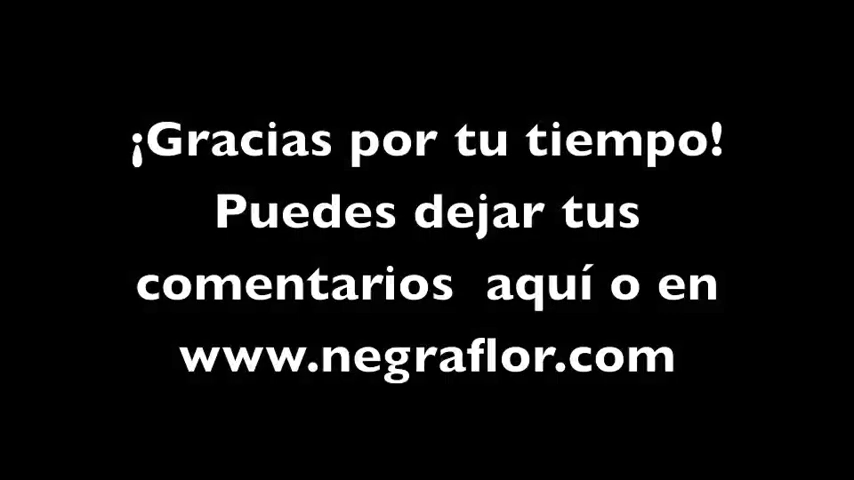 ¡Gracias por tu tiempo!
Puedes dejar tus
comentarios  aquí o en
www.negraflor.com